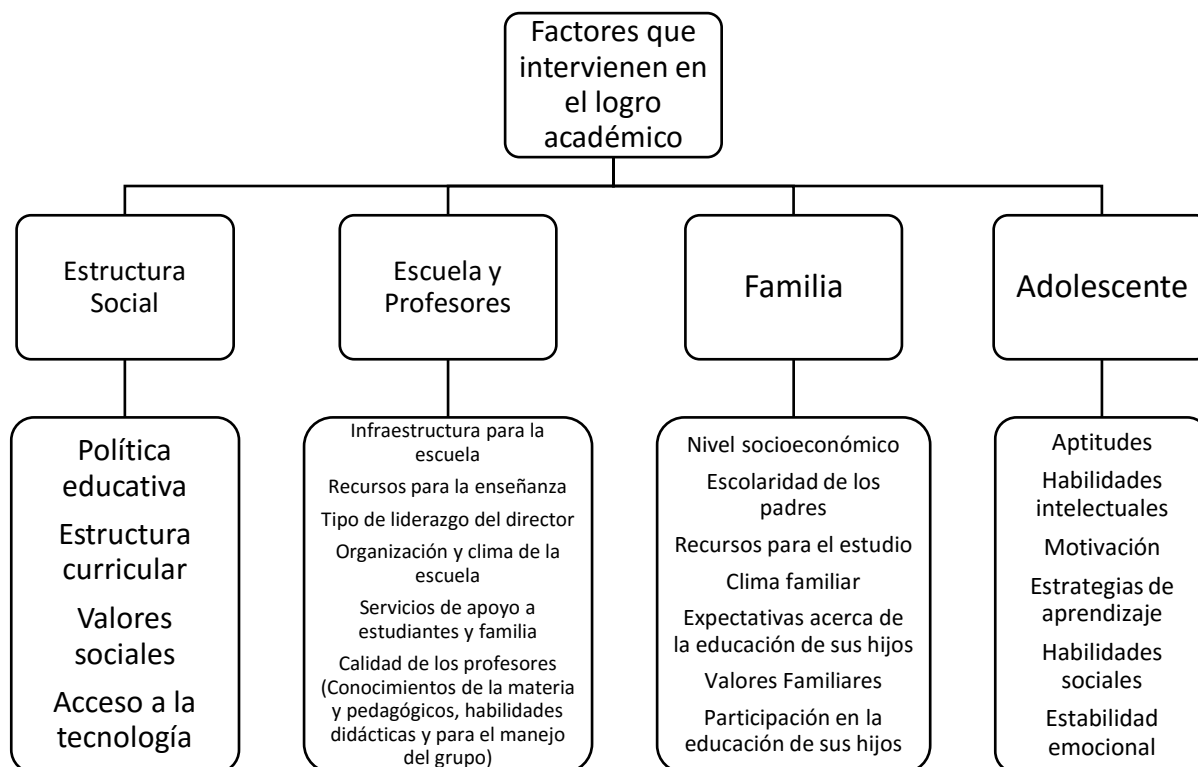 Factores que
intervienen en
el logro
académico
Estructura
Social
Escuela y
Profesores
Familia
Adolescente
Política
educativa
Estructura
curricular
Valores
sociales
Acceso a la
tecnología
Infraestructura para la
escuela
Recursos para la enseñanza
Tipo de liderazgo del director
Organización y clima de la
escuela
Servicios de apoyo a
estudiantes y familia
Calidad de los profesores
(Conocimientos de la materia
y pedagógicos, habilidades
didácticas y para el manejo
del grupo)
Nivel socioeconómico
Escolaridad de los
padres
Recursos para el estudio
Clima familiar
Expectativas acerca de
la educación de sus hijos
Valores Familiares
Participación en la
educación de sus hijos
Aptitudes
Habilidades
intelectuales
Motivación
Estrategias de
aprendizaje
Habilidades
sociales
Estabilidad
emocional